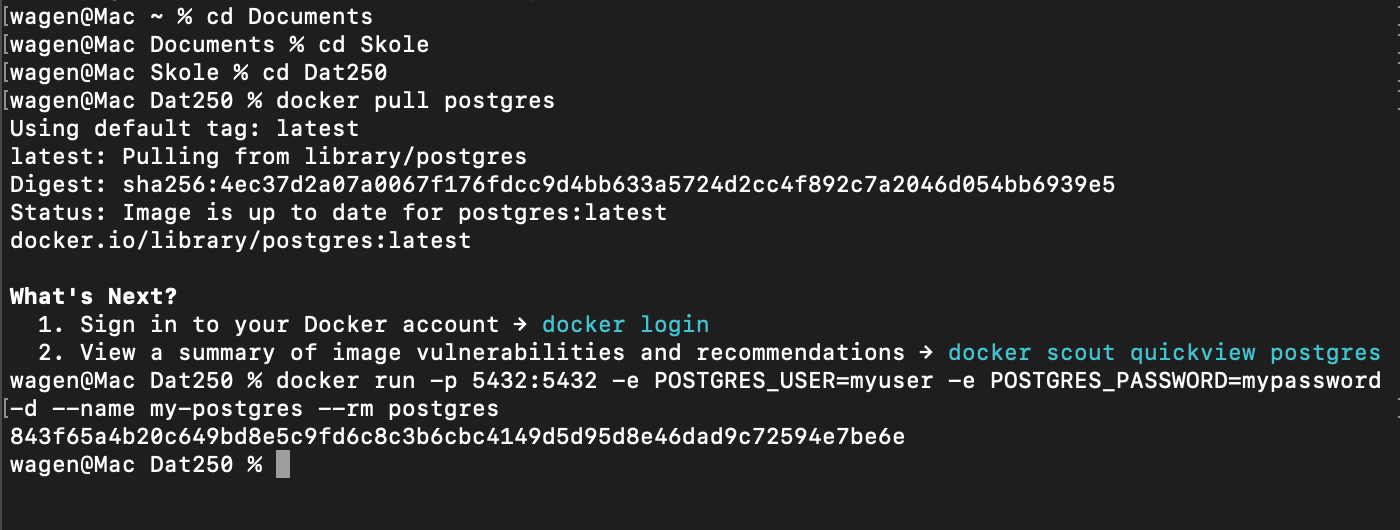 [wagen@Mac ~ % cd Documents
[wagen@Mac Documents % cd Skole
[wagen@Mac Skole % cd Dat250
[wagen@Mac Dat250 % docker pull postgres
Using default tag: latest
latest: Pulling from library/postgres
Digest: sha256:4ec37d2a07a0067f176fdcc9d4bb633a5724d2cc4f892c7a2046d054bb6939e5
Status: Image is up to date for postgres:latest
docker.io/library/postgres:latest
What's Next?
1. Sign in to your Docker account → docker login
2. View a summary of image vulnerabilities and recommendations → docker scout quickview postgres
wagen@Mac Dat250 % docker run -p 5432:5432 -e POSTGRES_USER=myuser -e POSTGRES_PASSWORD=mypassword
[-d --name my-postgres --rm postgres
843f65a4b20c649bd8e5c9fd6c8c3b6cbc4149d5d95d8e46dad9c72594e7be6e
wagen@Mac Dat250 %